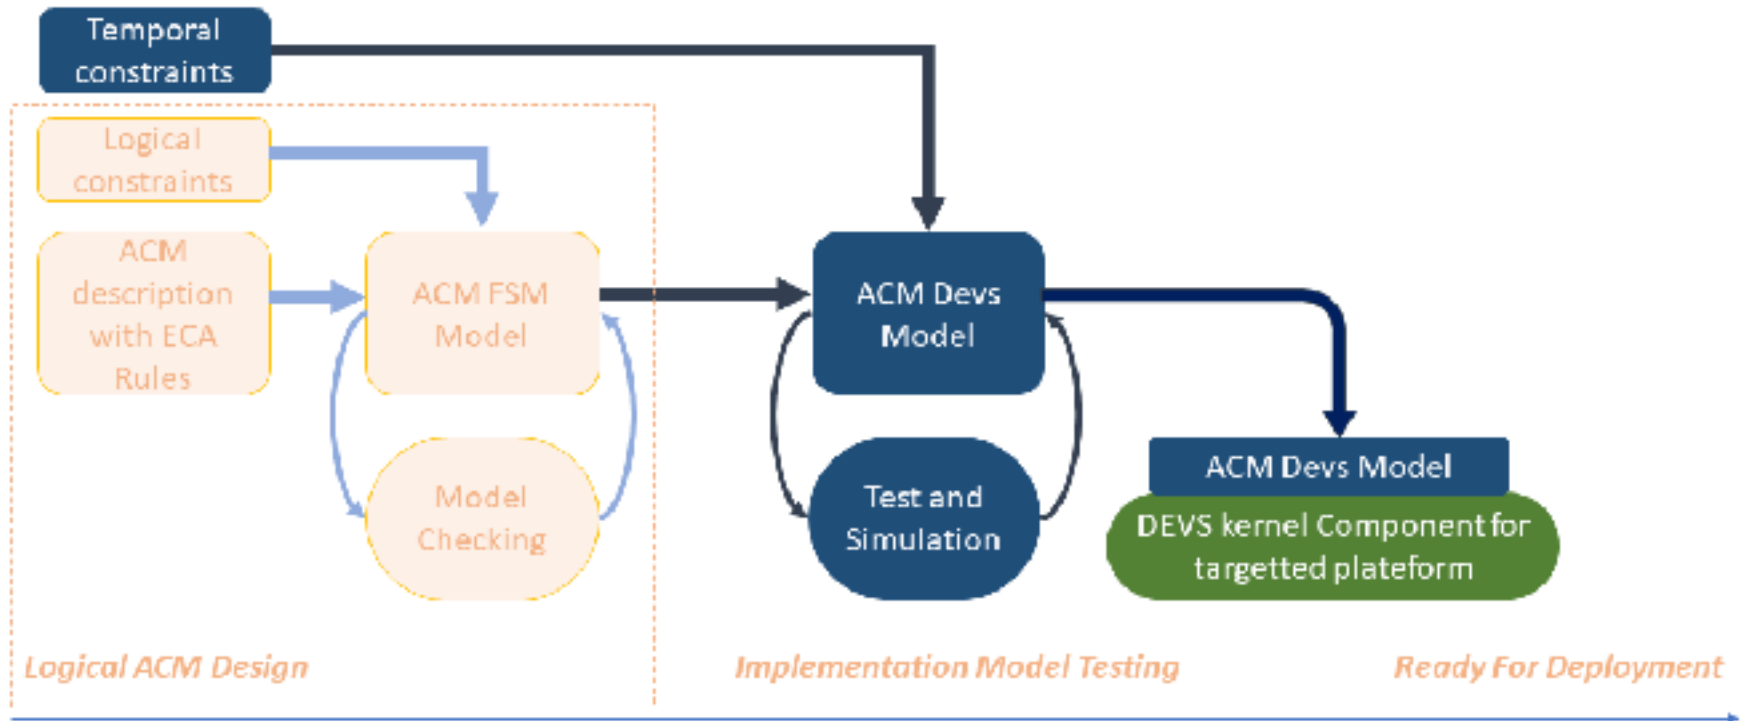 Temporal
constraints
Logical
constraints
ACM
description
with ECA
Rules
ACM FSM
Model
Model
Checking
ACM Devs
Model
Test and
Simulation
ACM Devs Model
DEVS kernel Component for
targetted plateform
Logical ACM Design
Implementation Model Testing
Ready For Deployment